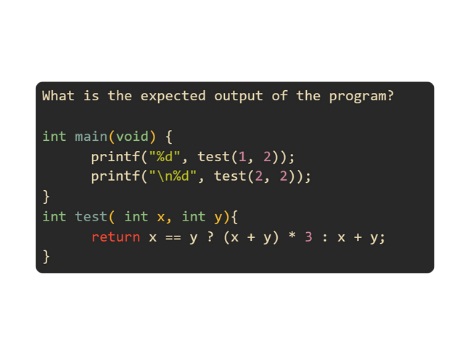 What is the expected output of the program?
int main(void) {
printf("%d", test(1, 2));
printf("\n%d", test(2, 2));
}
int test( int x, int y){
return x == y ? (x + y) * 3 : x + y;
}